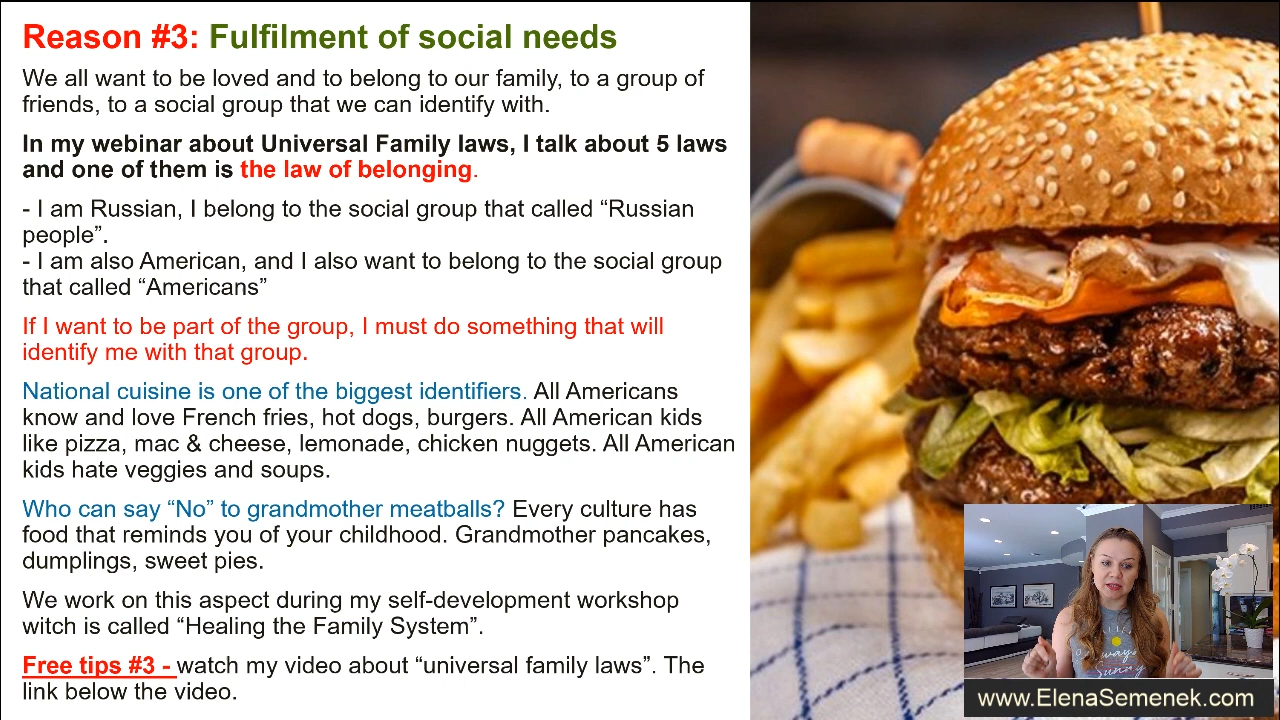 Reason #3: Fulfilment of social needs
We all want to be loved and to belong to our family, to a group of
friends, to a social group that we can identify with.
In my webinar about Universal Family laws, I talk about 5 laws
and one of them is the law of belonging.
- I am Russian, I belong to the social group that called “Russian
people”.
- I am also American, and I also want to belong to the social group
that called “Americans”
If I want to be part of the group, I must do something that will
identify me with that group.
National cuisine is one of the biggest identifiers. All Americans
know and love French fries, hot dogs, burgers. All American kids
like pizza, mac & cheese, lemonade, chicken nuggets. All American
kids hate veggies and soups.
Who can say “No” to grandmother meatballs? Every culture has
food that reminds you of your childhood. Grandmother pancakes,
dumplings, sweet pies.
We work on this aspect during my self-development workshop
witch is called “Healing the Family System”.
Free tips #3 - watch my video about “universal family laws”. The
link below the video.
Sunny
www.ElenaSemenek.com